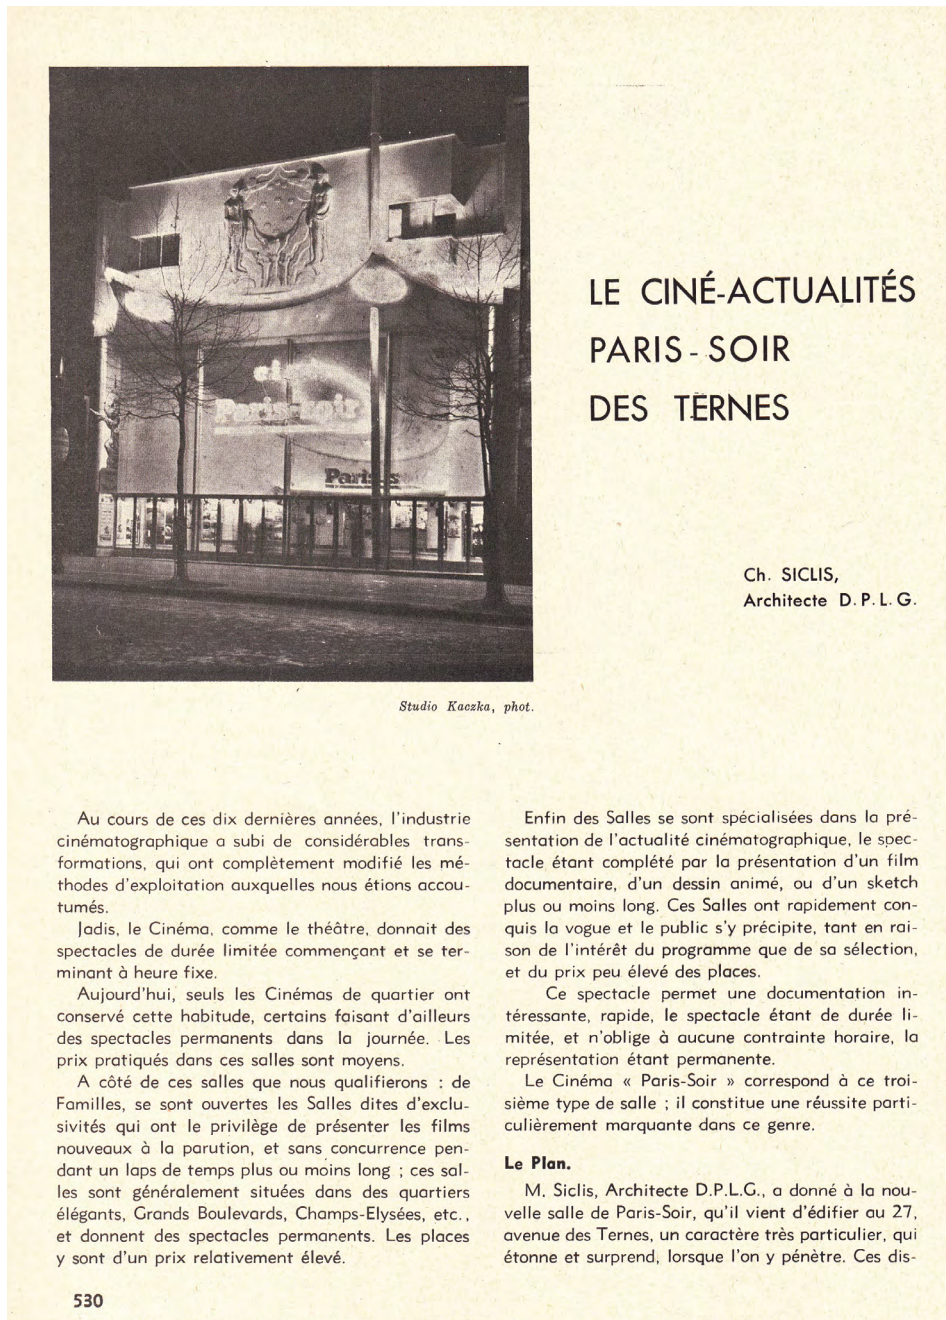 Paris-soir
LE CINÉ-ACTUALITÉS
PARIS-SOIR
DES TERNES
Ch. SICLIS,
Architecte D. P. L. G.
Studio Kaczka, phot.
Au cours de ces dix dernières années, l'industrie
cinématographique a subi de considérables trans-
formations, qui ont complètement modifié les mé-
thodes d'exploitation auxquelles nous étions accou-
tumés.
Jadis, le Cinéma, comme le théâtre, donnait des
spectacles de durée limitée commençant et se ter-
minant à heure fixe.
Aujourd'hui, seuls les Cinémas de quartier ont
conservé cette habitude, certains faisant d'ailleurs
des spectacles permanents dans la journée. Les
prix pratiqués dans ces salles sont moyens.
A côté de ces salles que nous qualifierons : de
Familles, se sont ouvertes les Salles dites d'exclu-
sivités qui ont le privilège de présenter les films
nouveaux à la parution, et sans concurrence pen-
dant un laps de temps plus ou moins long ; ces sal-
les sont généralement situées dans des quartiers
élégants, Grands Boulevards, Champs-Elysées, etc.,
et donnent des spectacles permanents. Les places
y sont d'un prix relativement élevé.
Enfin des Salles se sont spécialisées dans la pré-
sentation de l'actualité cinématographique, le spec-
tacle étant complété par la présentation d'un film
documentaire, d'un dessin animé, ou d'un sketch
plus ou moins long. Ces Salles ont rapidement con-
quis la vogue et le public s'y précipite, tant en rai-
son de l'intérêt du programme que de sa sélection,
et du prix peu élevé des places.
Ce spectacle permet une documentation in-
téressante, rapide, le spectacle étant de durée li-
mitée, et n'oblige à aucune contrainte horaire, la
représentation étant permanente.
Le Cinéma « Paris-Soir » correspond à ce troi-
sième type de salle ; il constitue une réussite parti-
culièrement marquante dans ce genre.
Le Plan.
M. Siclis, Architecte D.P.L.G., a donné à la nou-
velle salle de Paris-Soir, qu'il vient d'édifier au 27,
avenue des Ternes, un caractère très particulier, qui
étonne et surprend, lorsque l'on y pénètre. Ces dis-
530